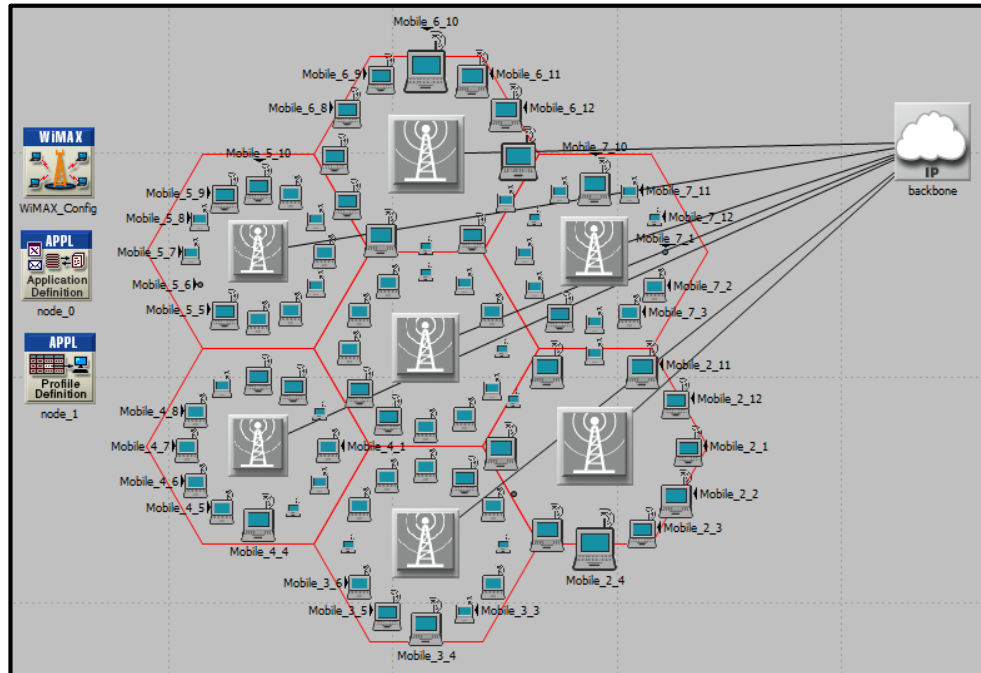 Mobile_6_10
Mobile_6_9
Mobile_6_11
Mobile_6_8
Mobile_6_12
WiMAX
WiMAX_Config
Mobile_5_10
Mobile_7_10
IP
backbone
Mobile_5_9
Mobile_7_11
Mobile_5_8
Mobile_7_12
Mobile_7_1
APPL
Application
Definition
node_0
Mobile_5_7
Mobile_5_6
Mobile_7_2
Mobile_5_5
Mobile_7_3
APPL
Profile
Definition
node_1
Mobile_2_11
Mobile_4_8
Mobile_2_12
Mobile_4_7
Mobile_4_1
Mobile_2_1
Mobile_4_6
Mobile_2_2
Mobile_4_5
Mobile_2_3
Mobile_4_4
Mobile_2_4
Mobile_3_6
Mobile_3_5
Mobile_3_3
Mobile_3_4